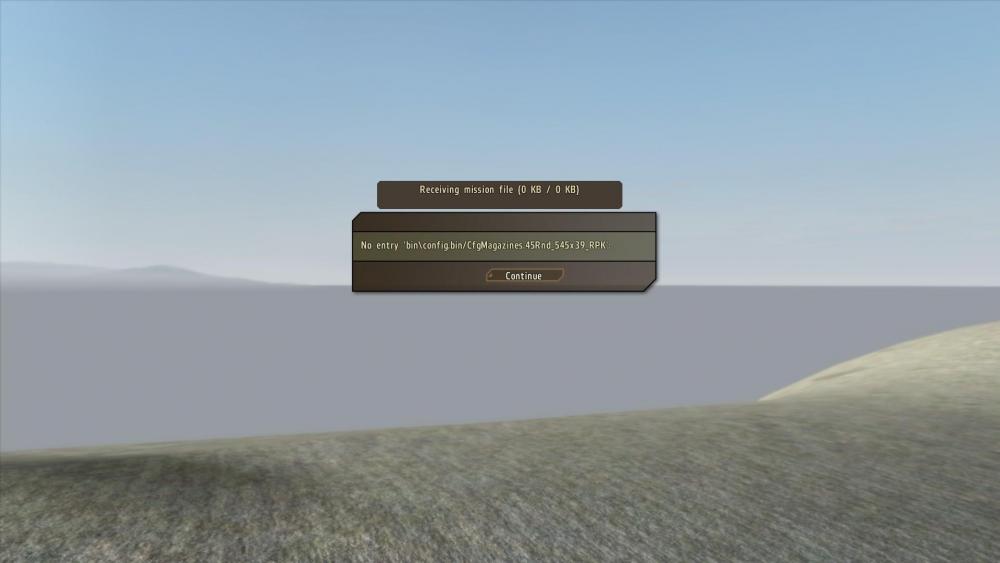 Receiving mission file (0 KB / 0 KB)
No entry 'bin\config.bin/CfgMagazines.45Rnd_545x39_RPK'.
Continue